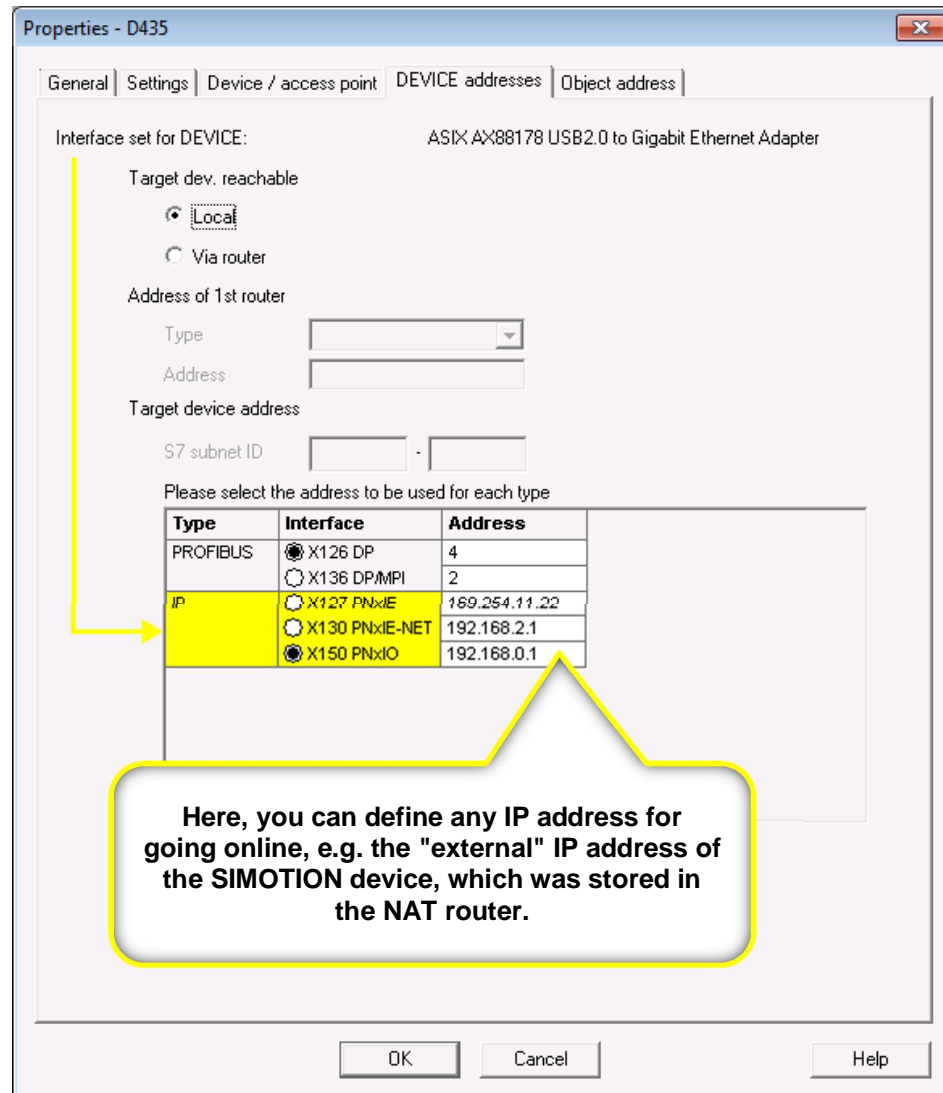 Properties - D435
General Settings Device / access point DEVICE addresses Object address
Interface set for DEVICE: ASIX AX88178 USB2.0 to Gigabit Ethernet Adapter
Target dev. reachable
Local
Via router
Address of 1st router
Type
Address
Target device address
S7 subnet ID -
Please select the address to be used for each type
Type Interface Address
PROFIBUS X126 DP 4
X136 DP/MPI 2
IP X127 PNxIE 169.254.11.22
X130 PNxIE-NET 192.168.2.1
X150 PNxIO 192.168.0.1
Here, you can define any IP address for
going online, e.g. the "external" IP address of
the SIMOTION device, which was stored in
the NAT router.
OK Cancel Help